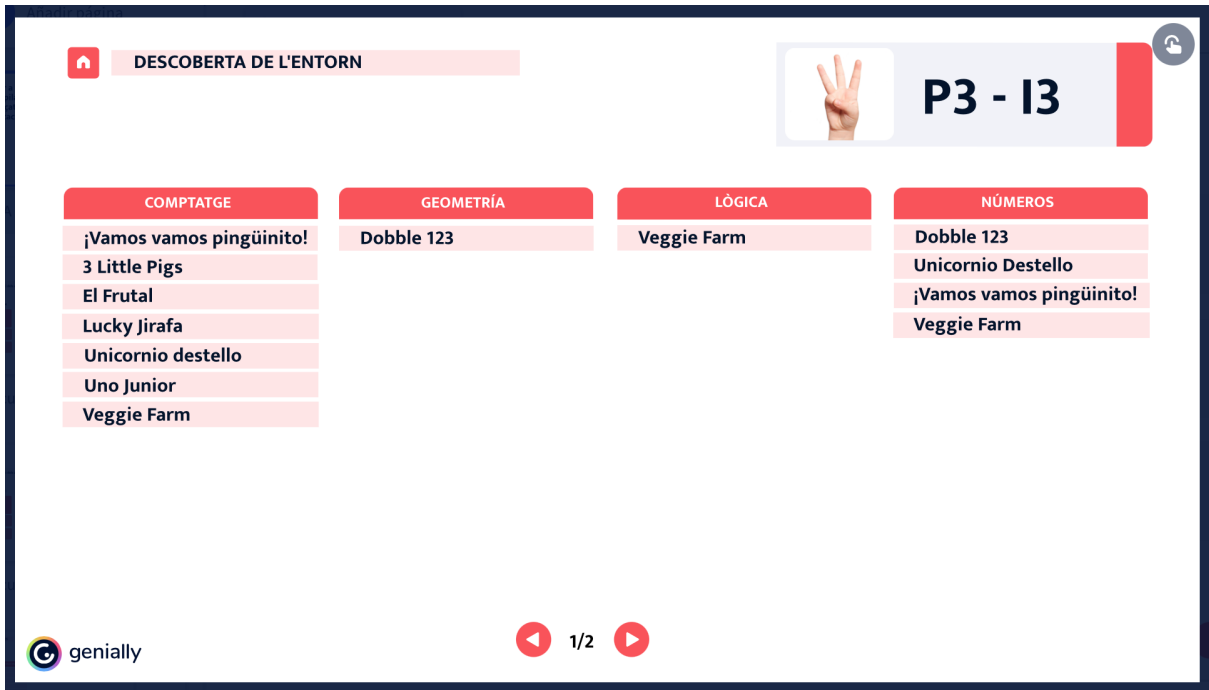 Añadir página
DESCOBERTA DE L'ENTORN
P3 - I3
COMPTATGE
¡Vamos vamos pingüinito!
3 Little Pigs
El Frutal
Lucky Jirafa
Unicornio destello
Uno Junior
Veggie Farm
GEOMETRÍA
Dobble 123
LÒGICA
Veggie Farm
NÚMEROS
Dobble 123
Unicornio Destello
¡Vamos vamos pingüinito!
Veggie Farm
1/2
genially